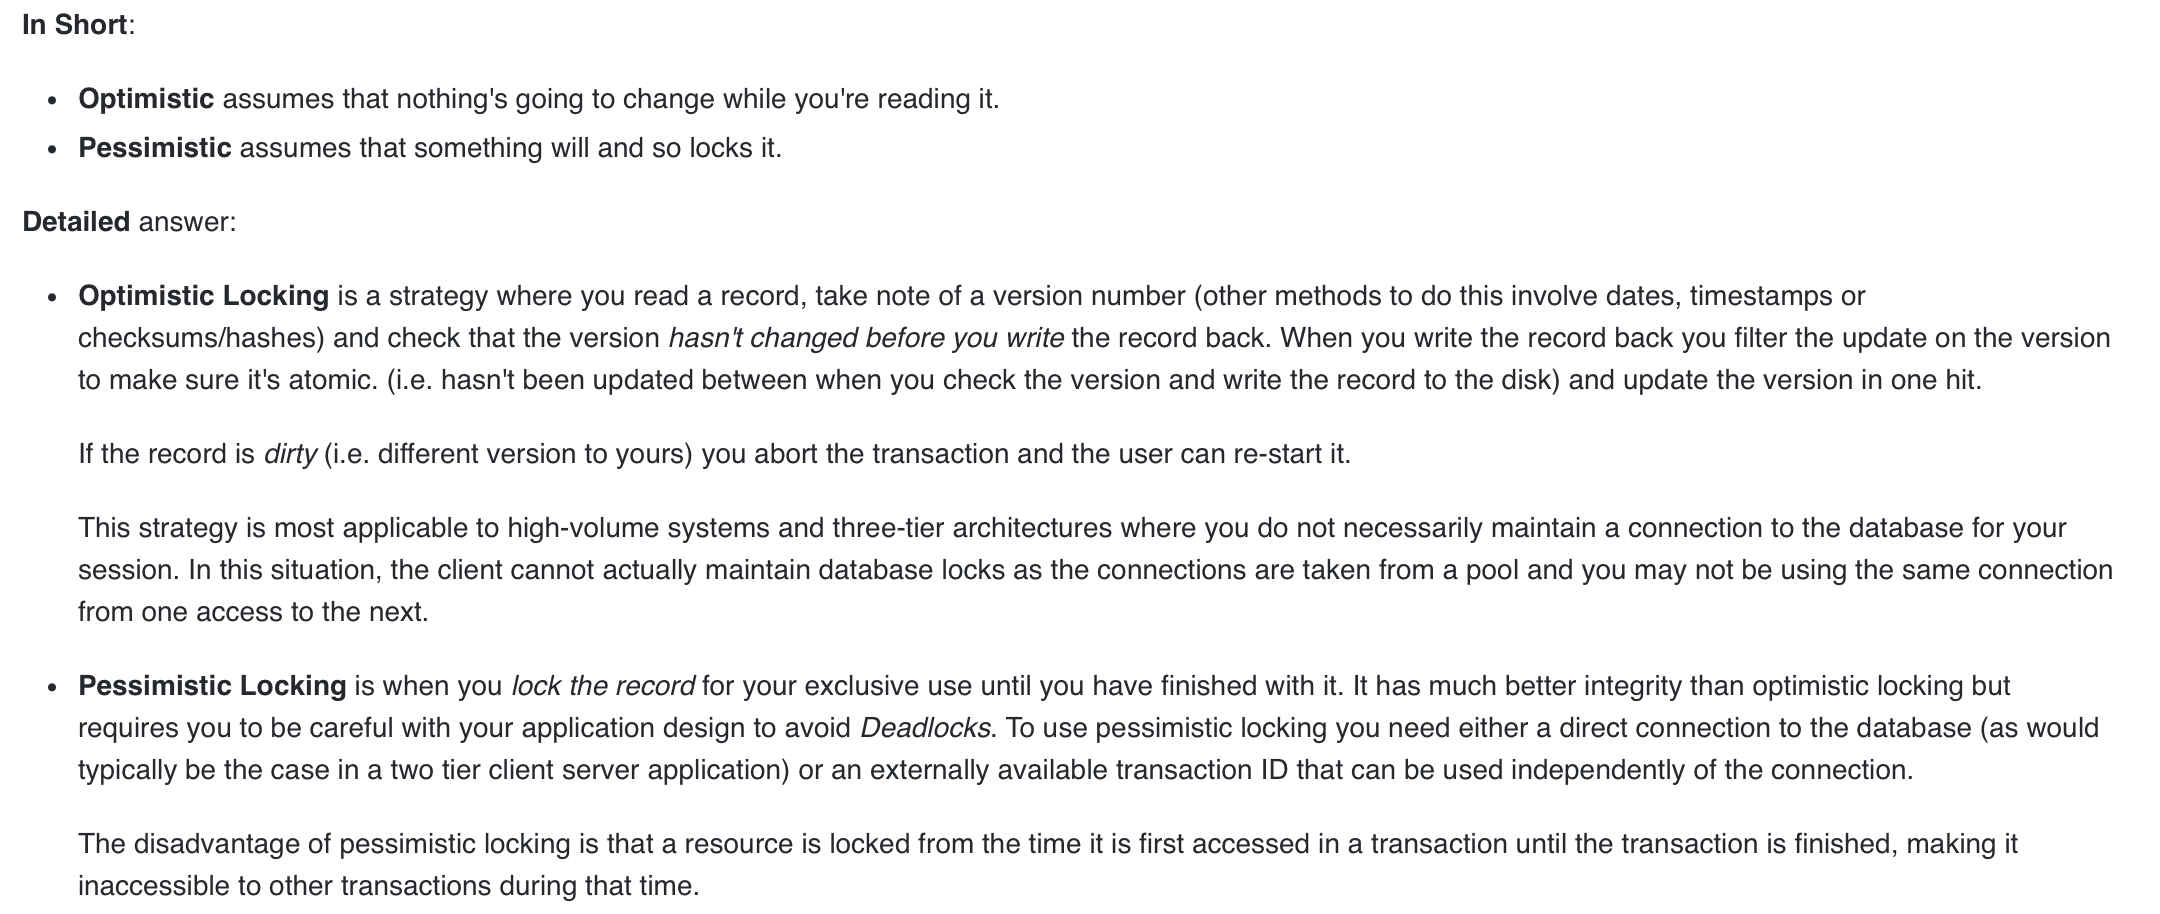 In Short:
• Optimistic assumes that nothing's going to change while you're reading it.
• Pessimistic assumes that something will and so locks it.
Detailed answer:
• Optimistic Locking is a strategy where you read a record, take note of a version number (other methods to do this involve dates, timestamps or
checksums/hashes) and check that the version hasn't changed before you write the record back. When you write the record back you filter the update on the version
to make sure it's atomic. (i.e. hasn't been updated between when you check the version and write the record to the disk) and update the version in one hit.
If the record is dirty (i.e. different version to yours) you abort the transaction and the user can re-start it.
This strategy is most applicable to high-volume systems and three-tier architectures where you do not necessarily maintain a connection to the database for your
session. In this situation, the client cannot actually maintain database locks as the connections are taken from a pool and you may not be using the same connection
from one access to the next.
• Pessimistic Locking is when you lock the record for your exclusive use until you have finished with it. It has much better integrity than optimistic locking but
requires you to be careful with your application design to avoid Deadlocks. To use pessimistic locking you need either a direct connection to the database (as would
typically be the case in a two tier client server application) or an externally available transaction ID that can be used independently of the connection.
The disadvantage of pessimistic locking is that a resource is locked from the time it is first accessed in a transaction until the transaction is finished, making it
inaccessible to other transactions during that time.